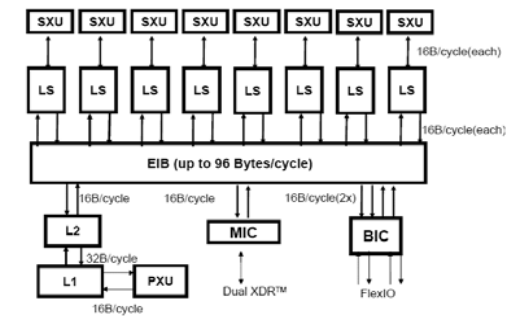 SXU SXU SXU SXU SXU SXU SXU SXU
16B/cycle(each)
LS LS LS LS LS LS LS LS
16B/cycle(each)
EIB (up to 96 Bytes/cycle)
16B/cycle 16B/cycle 16B/cycle(2x)
L2 MIC BIC
32B/cycle
L1 PXU
Dual XDR™ FlexIO
16B/cycle